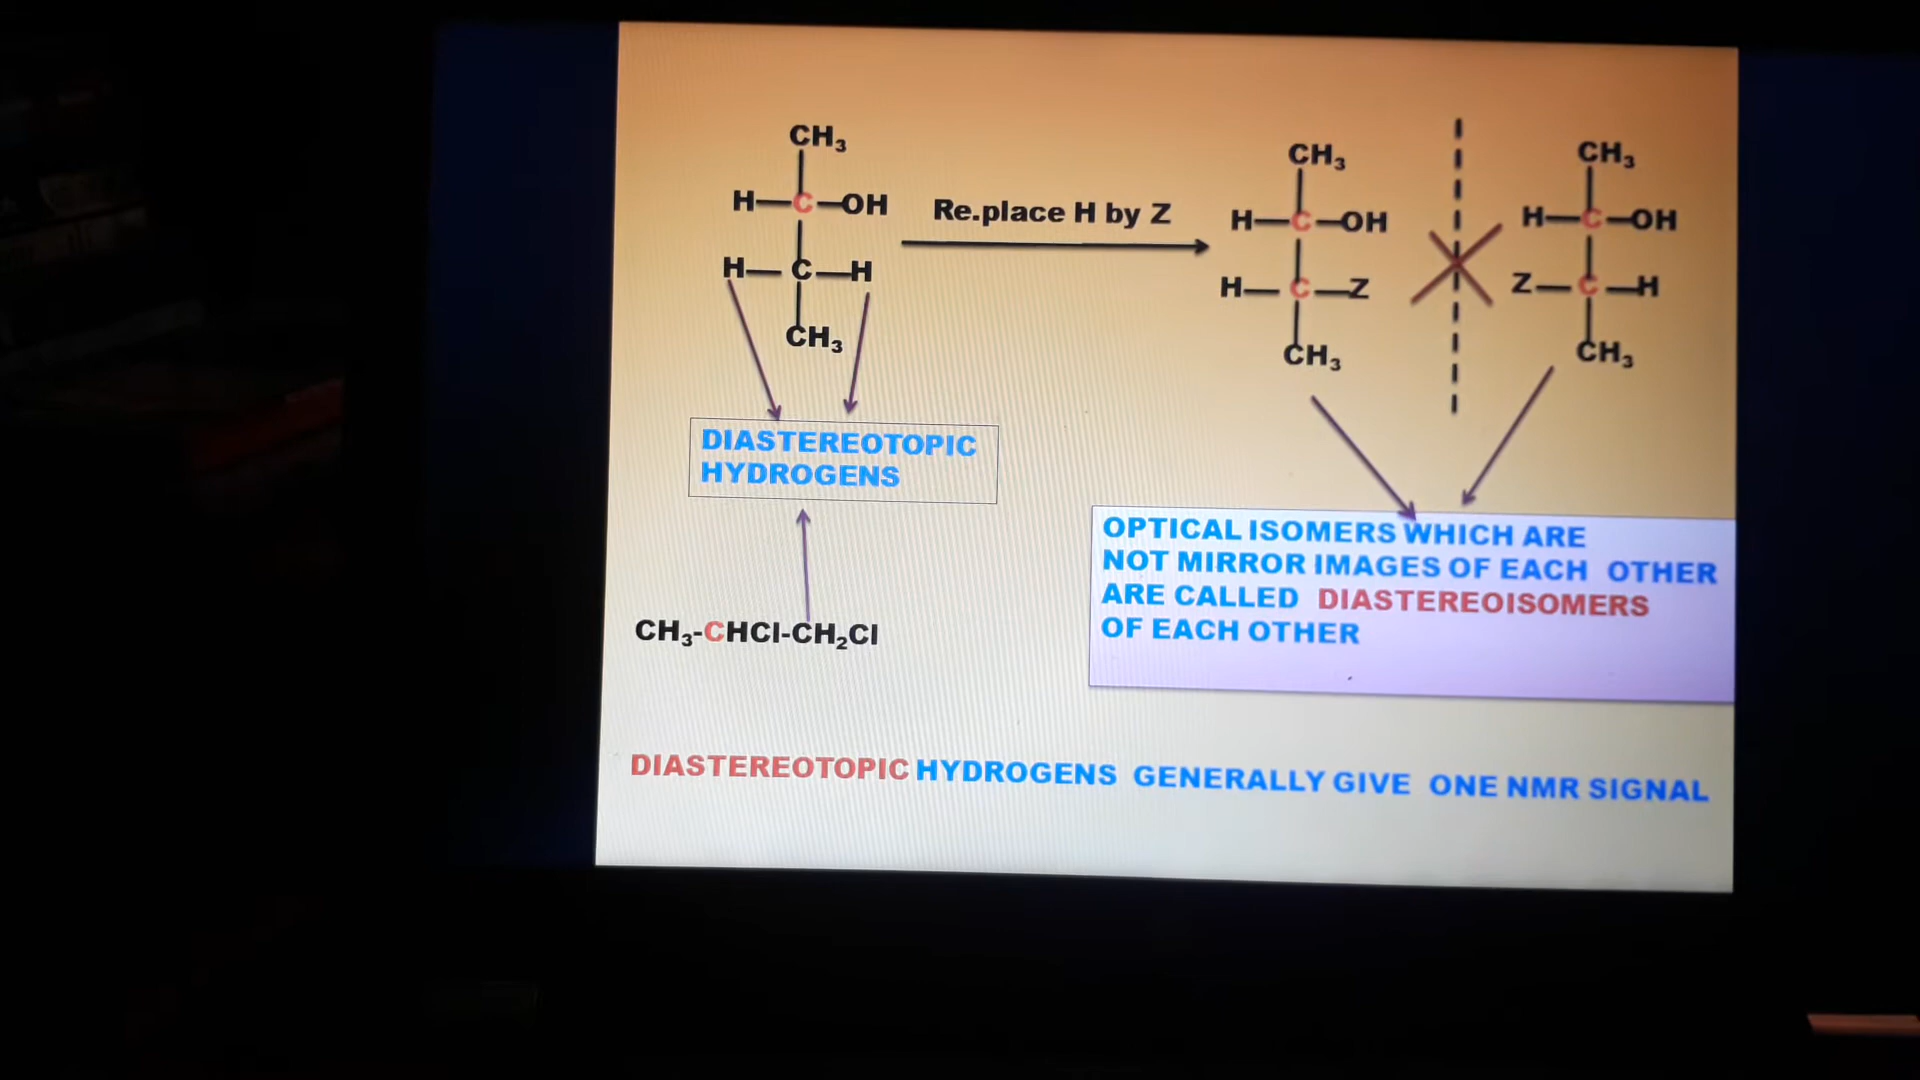 CH₃
H—C—OH
H—C—H
CH₃
Re.place H by Z
CH₃
H—C—OH
H—C—Z
CH₃
CH₃
H—C—OH
Z—C—H
CH₃
DIASTEREOTOPIC
HYDROGENS
CH₃-CHCl-CH₂Cl
OPTICAL ISOMERS WHICH ARE
NOT MIRROR IMAGES OF EACH OTHER
ARE CALLED DIASTEREOISOMERS
OF EACH OTHER
DIASTEREOTOPIC HYDROGENS GENERALLY GIVE ONE NMR SIGNAL